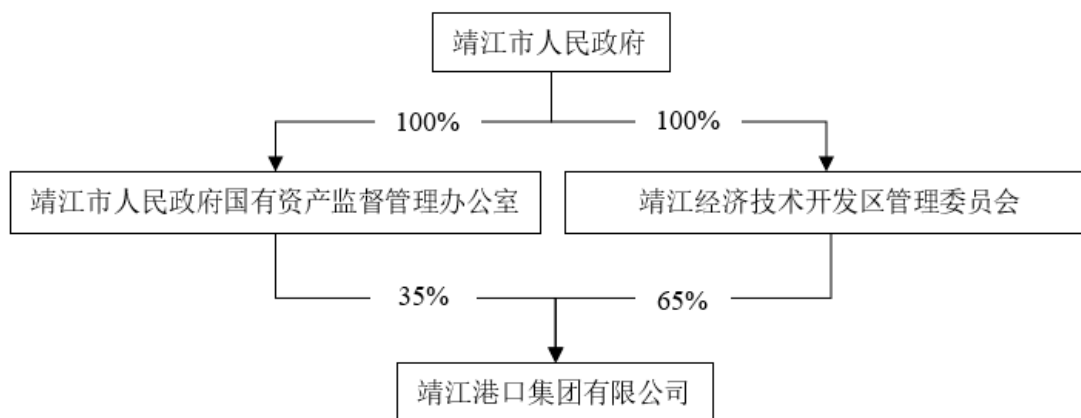 靖江市人民政府
100%
100%
靖江市人民政府国有资产监督管理办公室
靖江经济技术开发区管理委员会
35%
65%
靖江港口集团有限公司